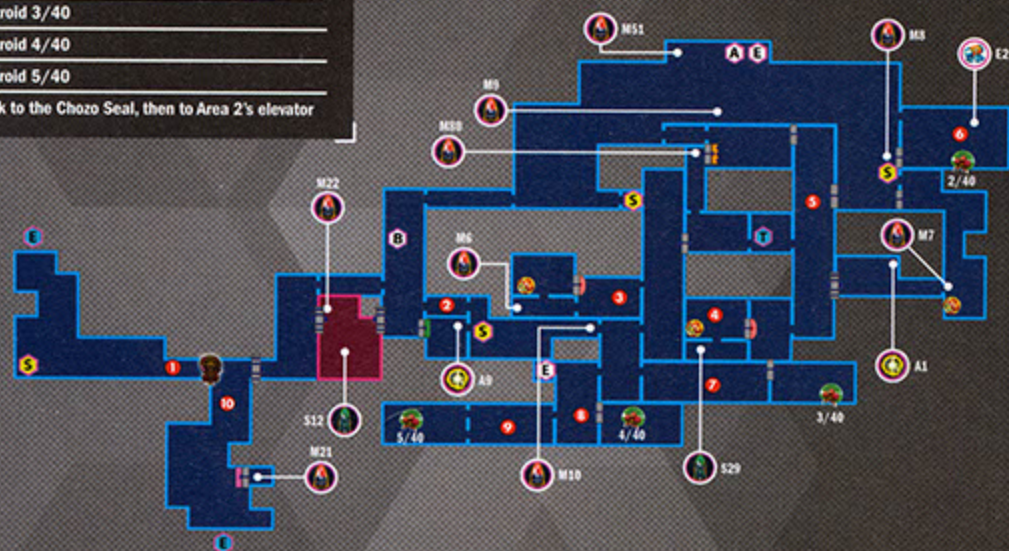 roid 3/40
roid 4/40
roid 5/40
k to the Chozo Seal, then to Area 2's elevator
M51
A E
M8
E2
M9
M80
6
2/40
S
M22
S
5
E
B
M6
T
M7
2
3
4
S
1
A9
E
A1
10
7
S12
5/40
9
8
4/40
3/40
M21
M10
S29
E
S